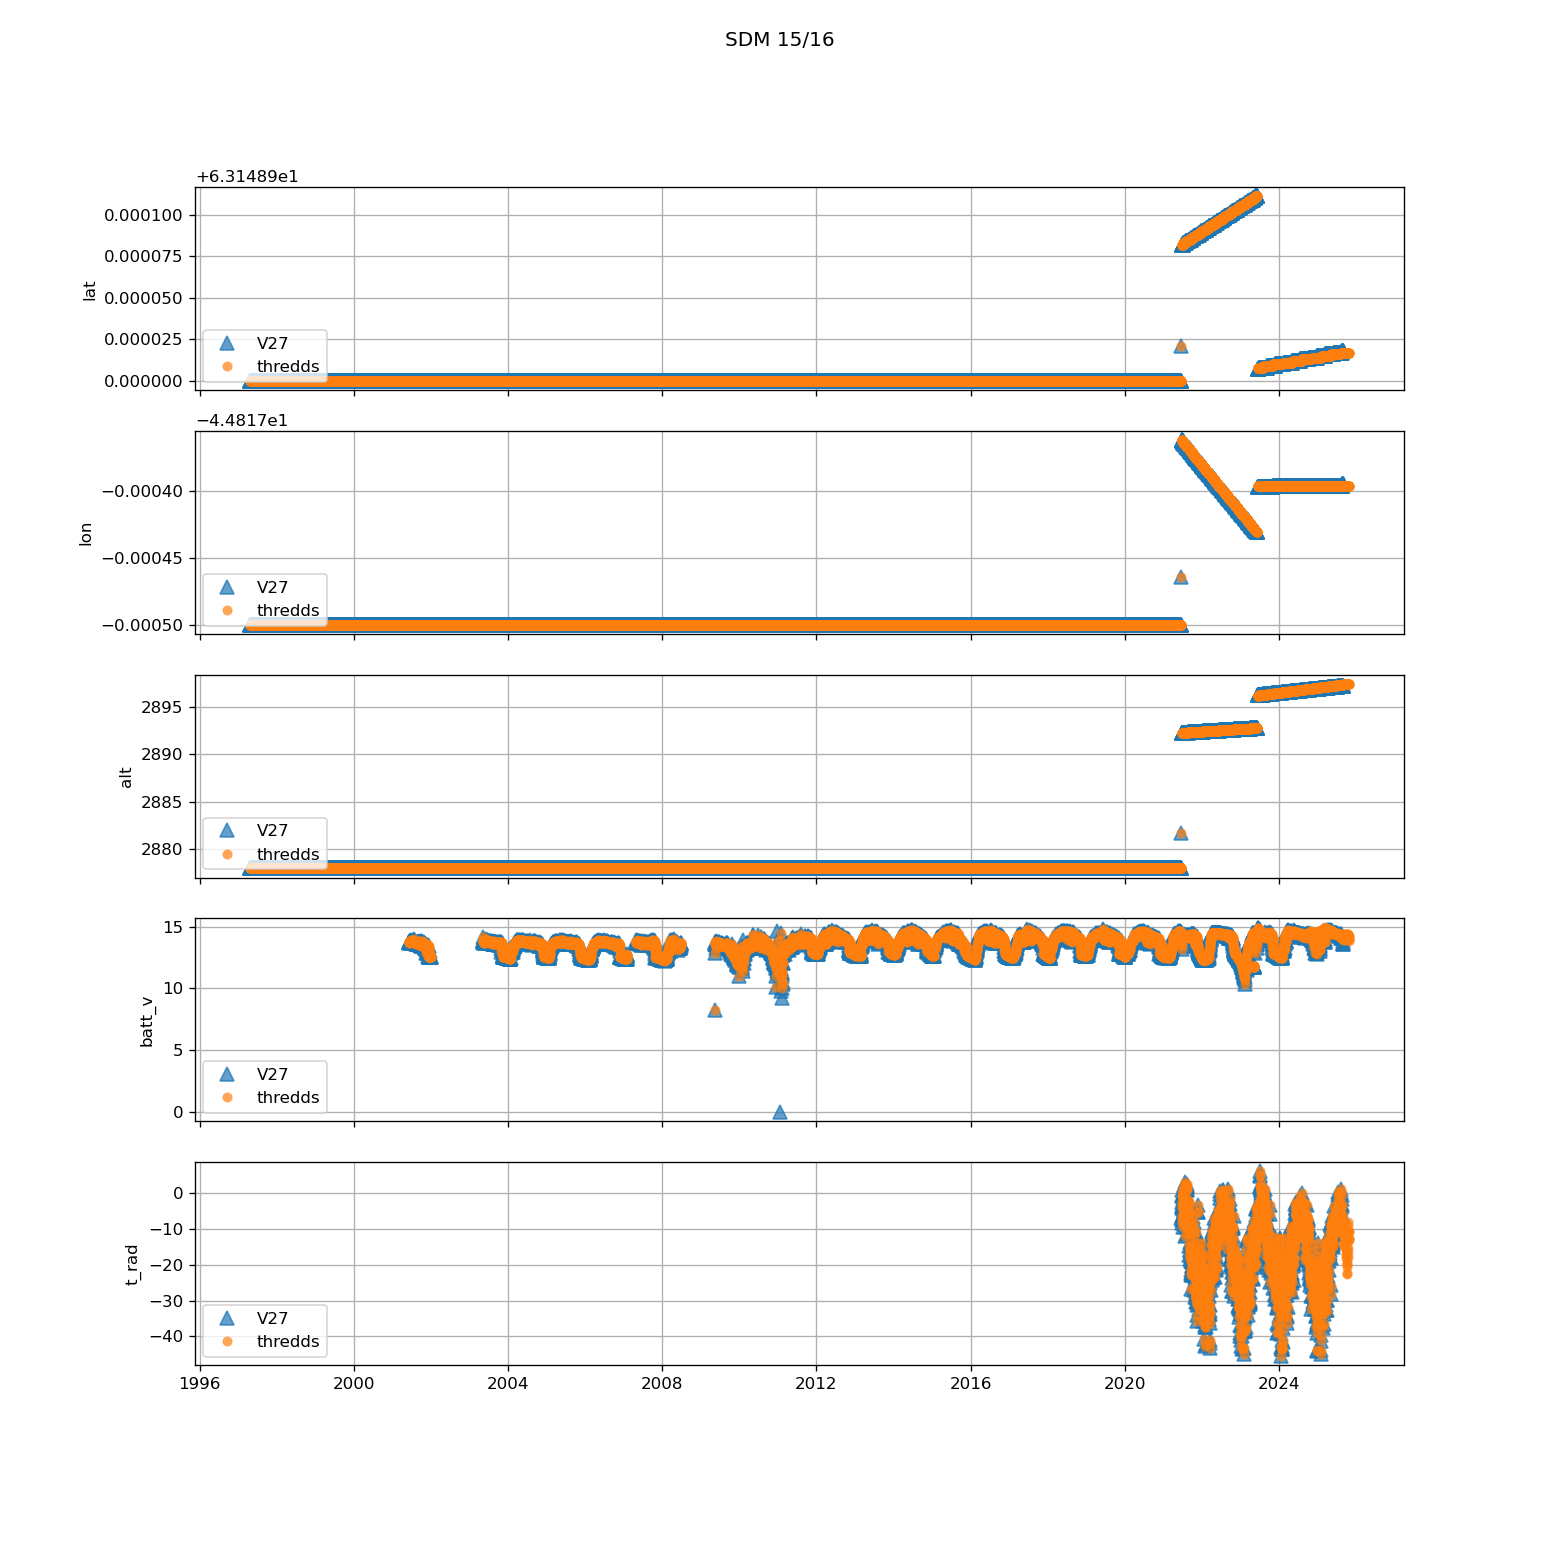 SDM 15/16
+6.31489e1
0.000100
0.000075
0.000050
0.000025
0.000000
lat
V27
thredds
−4.4817e1
−0.00040
−0.00045
−0.00050
lon
V27
thredds
2895
2890
2885
2880
alt
V27
thredds
15
10
5
0
batt_v
V27
thredds
0
−10
−20
−30
−40
t_rad
V27
thredds
1996 2000 2004 2008 2012 2016 2020 2024